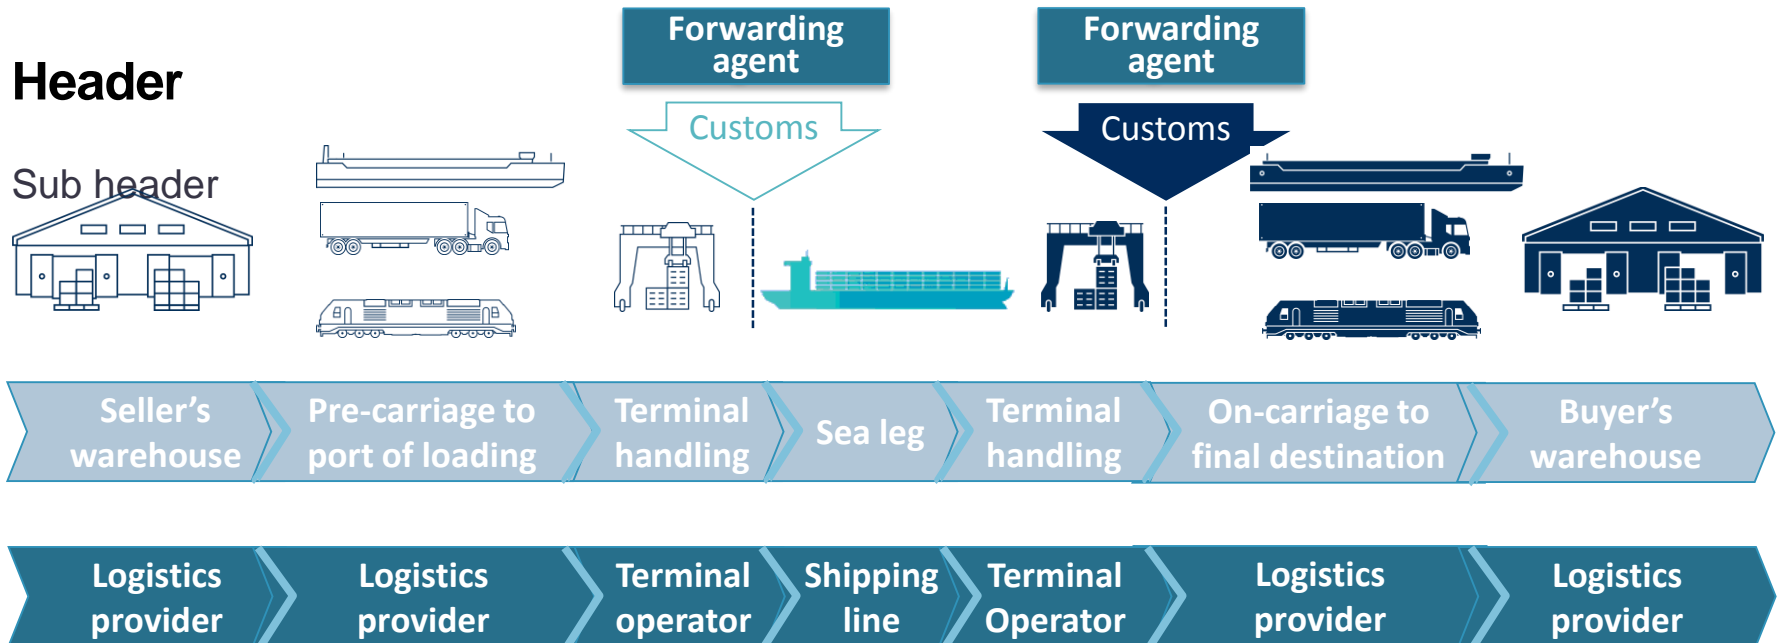 Header
Sub header
Forwarding
agent
Customs
Forwarding
agent
Customs
Seller's
warehouse
Pre-carriage to
port of loading
Terminal
handling
Sea leg
Terminal
handling
On-carriage to
final destination
Buyer's
warehouse
Logistics
provider
Logistics
provider
Terminal
operator
Shipping
line
Terminal
Operator
Logistics
provider
Logistics
provider